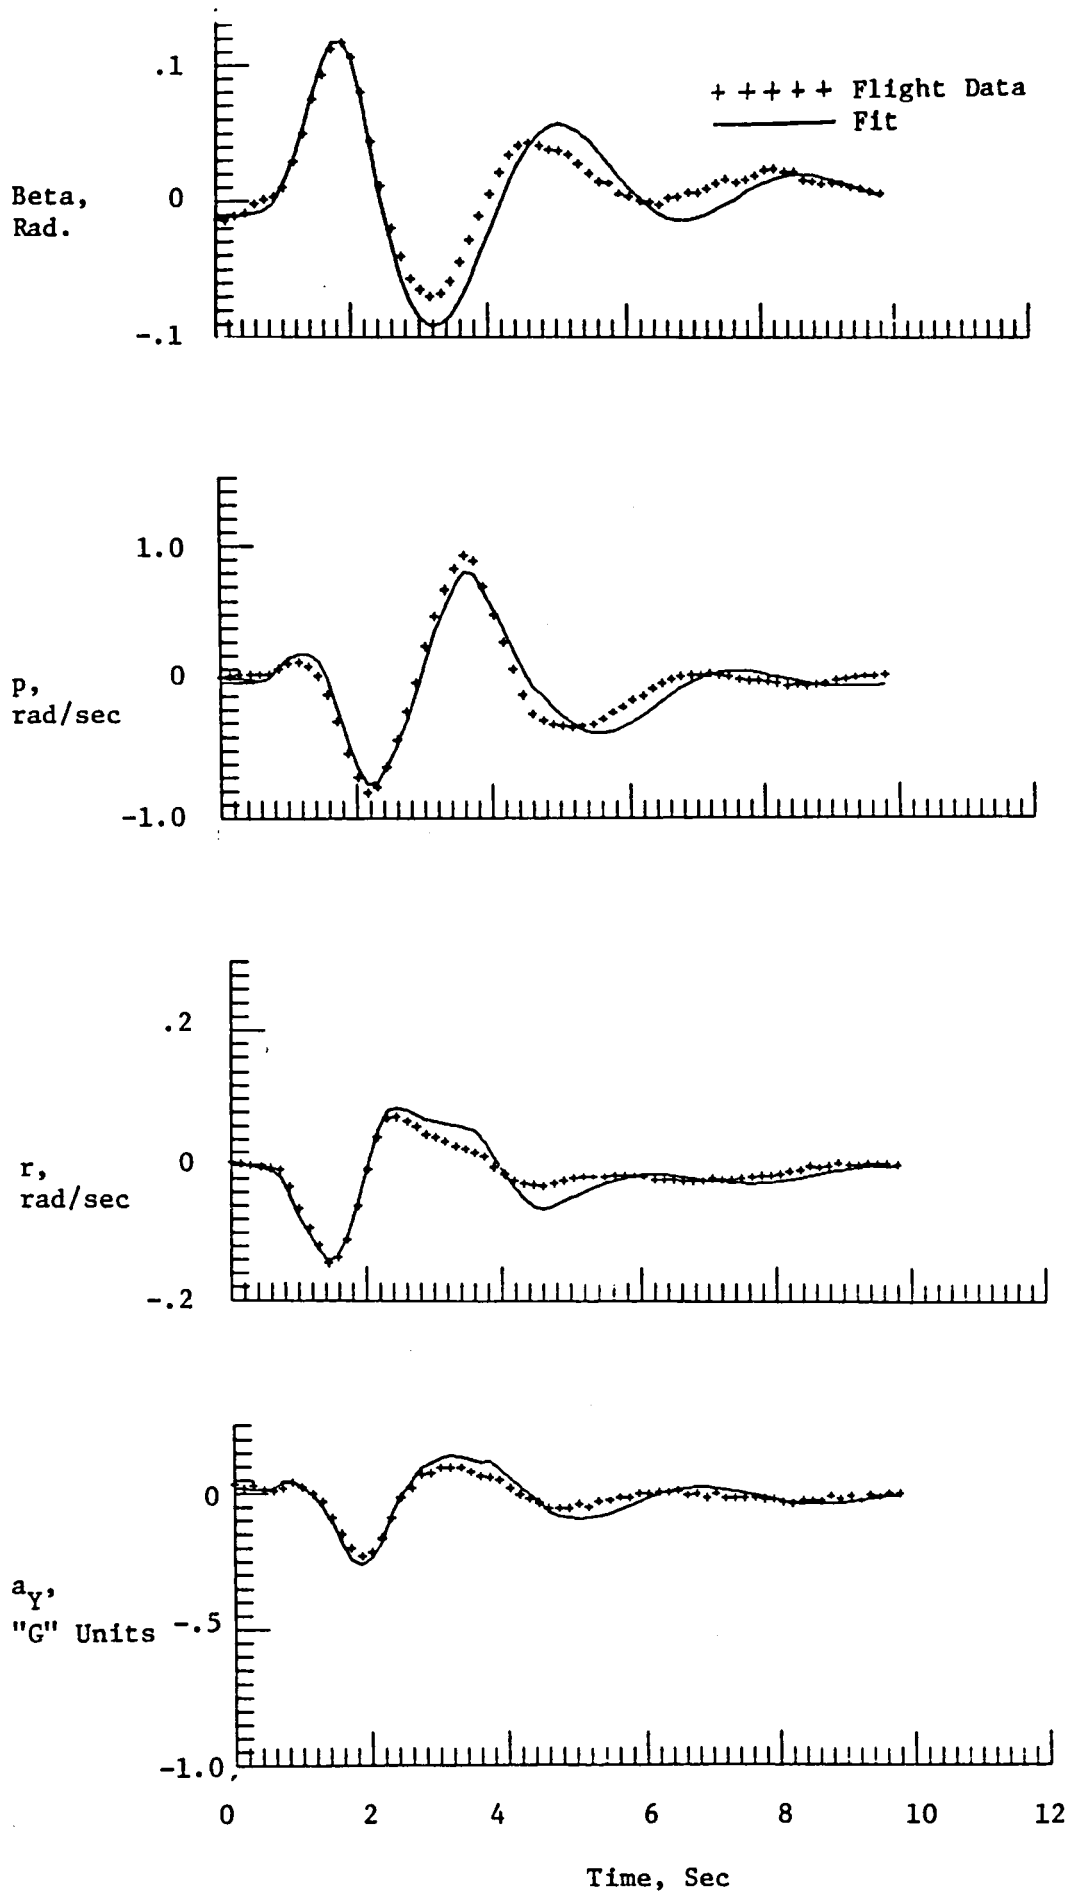 .1
+ + + + + Flight Data
Fit
Beta,
Rad.
0
-.1
1.0
0
p,
rad/sec
-1.0
.2
0
r,
rad/sec
-.2
0
aY,
"G" Units
-.5
-1.0
0 2 4 6 8 10 12
Time, Sec